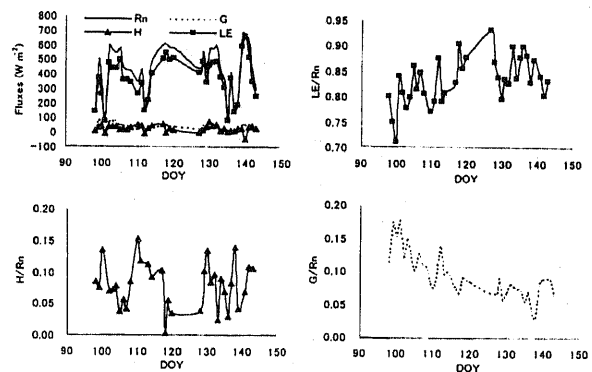 Rn G
H LE
Fluxes (W m⁻²)
800
700
600
500
400
300
200
100
0
-100
90 100 110 120 130 140 150
DOY
LE/Rn
0.95
0.90
0.85
0.80
0.75
0.70
90 100 110 120 130 140 150
DOY
H/Rn
0.20
0.15
0.10
0.05
0.00
90 100 110 120 130 140 150
DOY
G/Rn
0.20
0.15
0.10
0.05
0.00
90 100 110 120 130 140 150
DOY